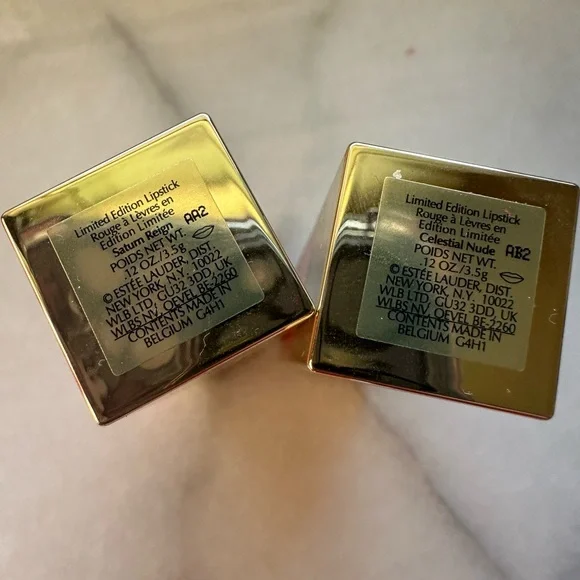 Limited Edition Lipstick
Rouge à Lèvres en
Édition Limitée
Saturn Reign AA2
POIDS NET WT.
.12 OZ/3.5g
© ESTÉE LAUDER, DIST.
NEW YORK, N.Y. 10022
WLB LTD, GU32 3DD, UK
WLBS NV, OEVEL BE-2260
CONTENTS MADE IN
BELGIUM G4H1
Limited Edition Lipstick
Rouge à Lèvres en
Édition Limitée
Celestial Nude AB2
POIDS NET WT.
.12 OZ/3.5g
© ESTÉE LAUDER, DIST.
NEW YORK, N.Y. 10022
WLB LTD, GU32 3DD, UK
WLBS NV, OEVEL BE-2260
CONTENTS MADE IN
BELGIUM G4H1